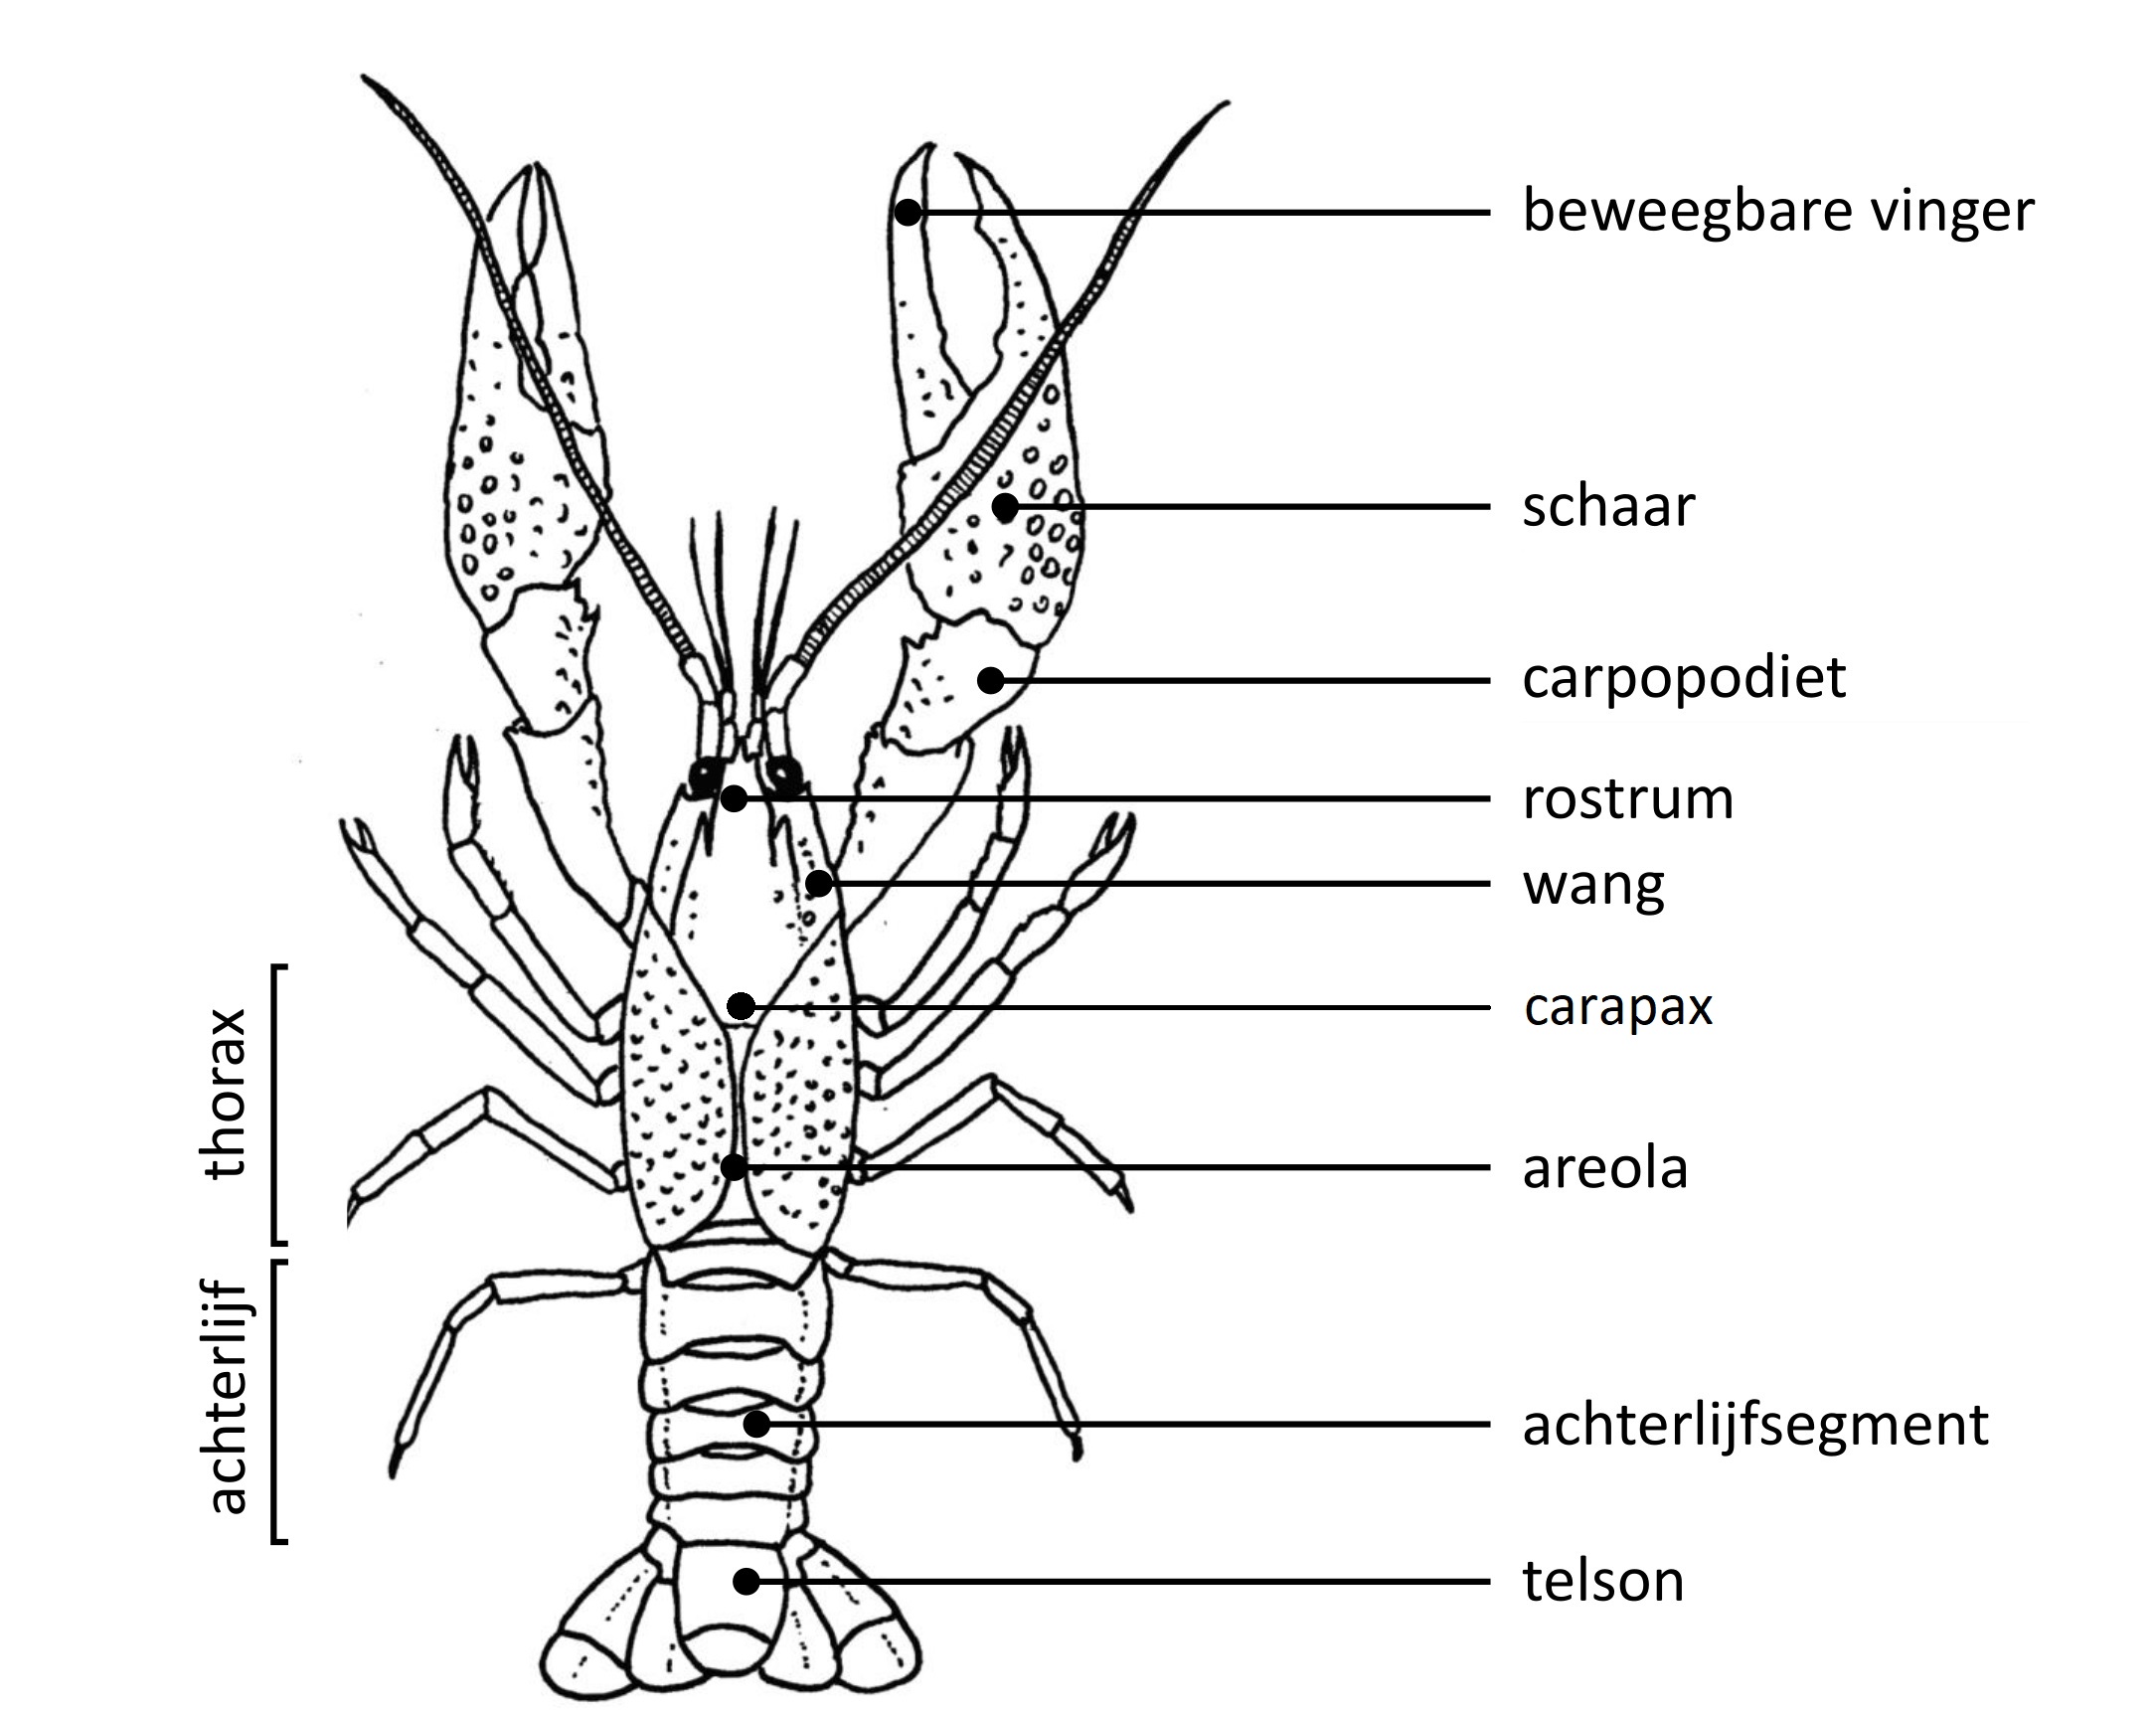 beweegbare vinger
schaar
carpopodiet
rostrum
wang
carapax
areola
achterlijfsegment
telson
thorax
achterlijf